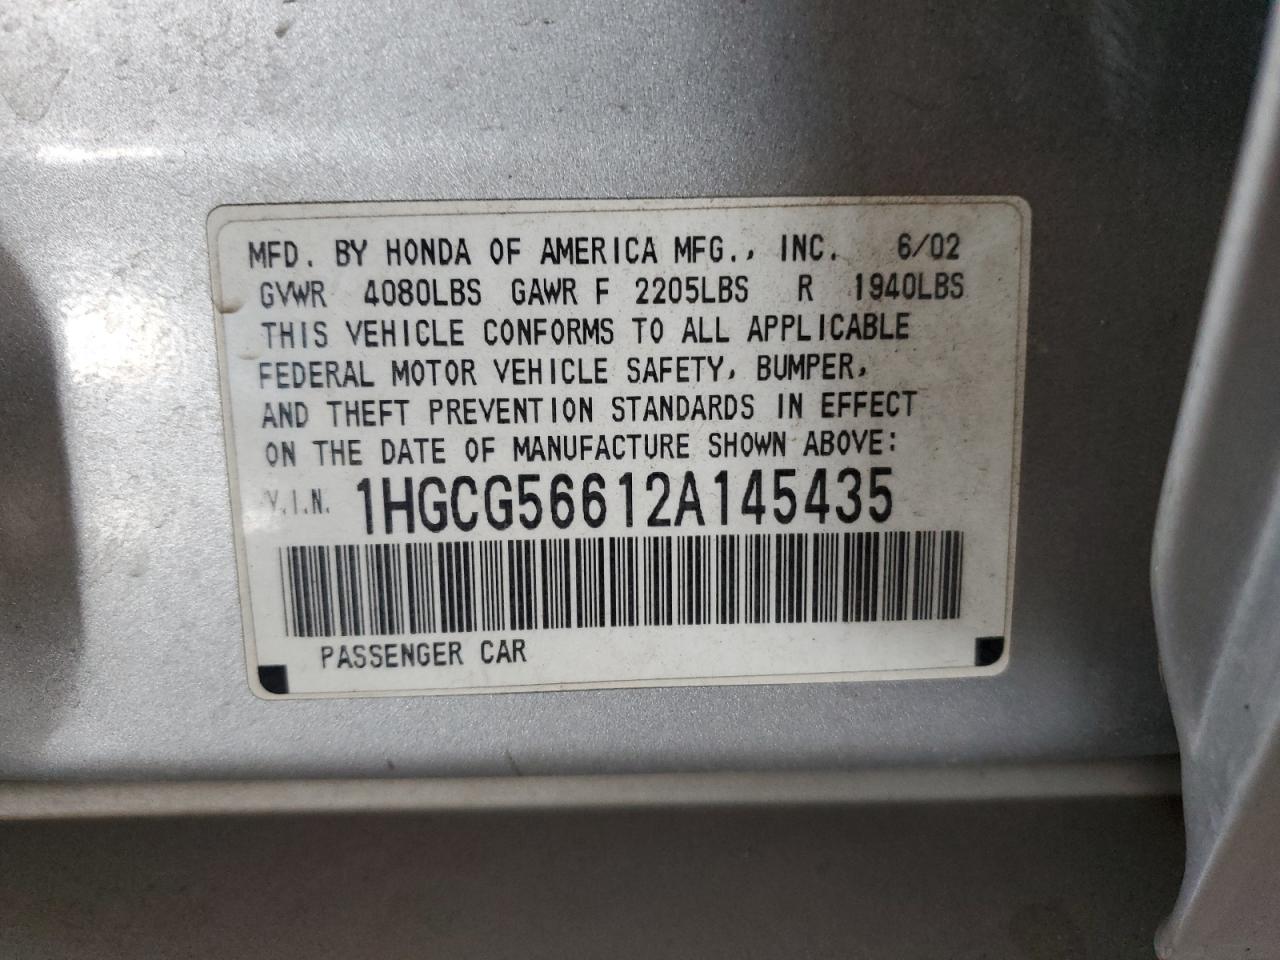 MFD. BY HONDA OF AMERICA MFG., INC. 6/02
GVWR 4080LBS GAWR F 2205LBS R 1940LBS
THIS VEHICLE CONFORMS TO ALL APPLICABLE
FEDERAL MOTOR VEHICLE SAFETY, BUMPER,
AND THEFT PREVENTION STANDARDS IN EFFECT
ON THE DATE OF MANUFACTURE SHOWN ABOVE:
V.I.N. 1HGCG56612A145435
PASSENGER CAR